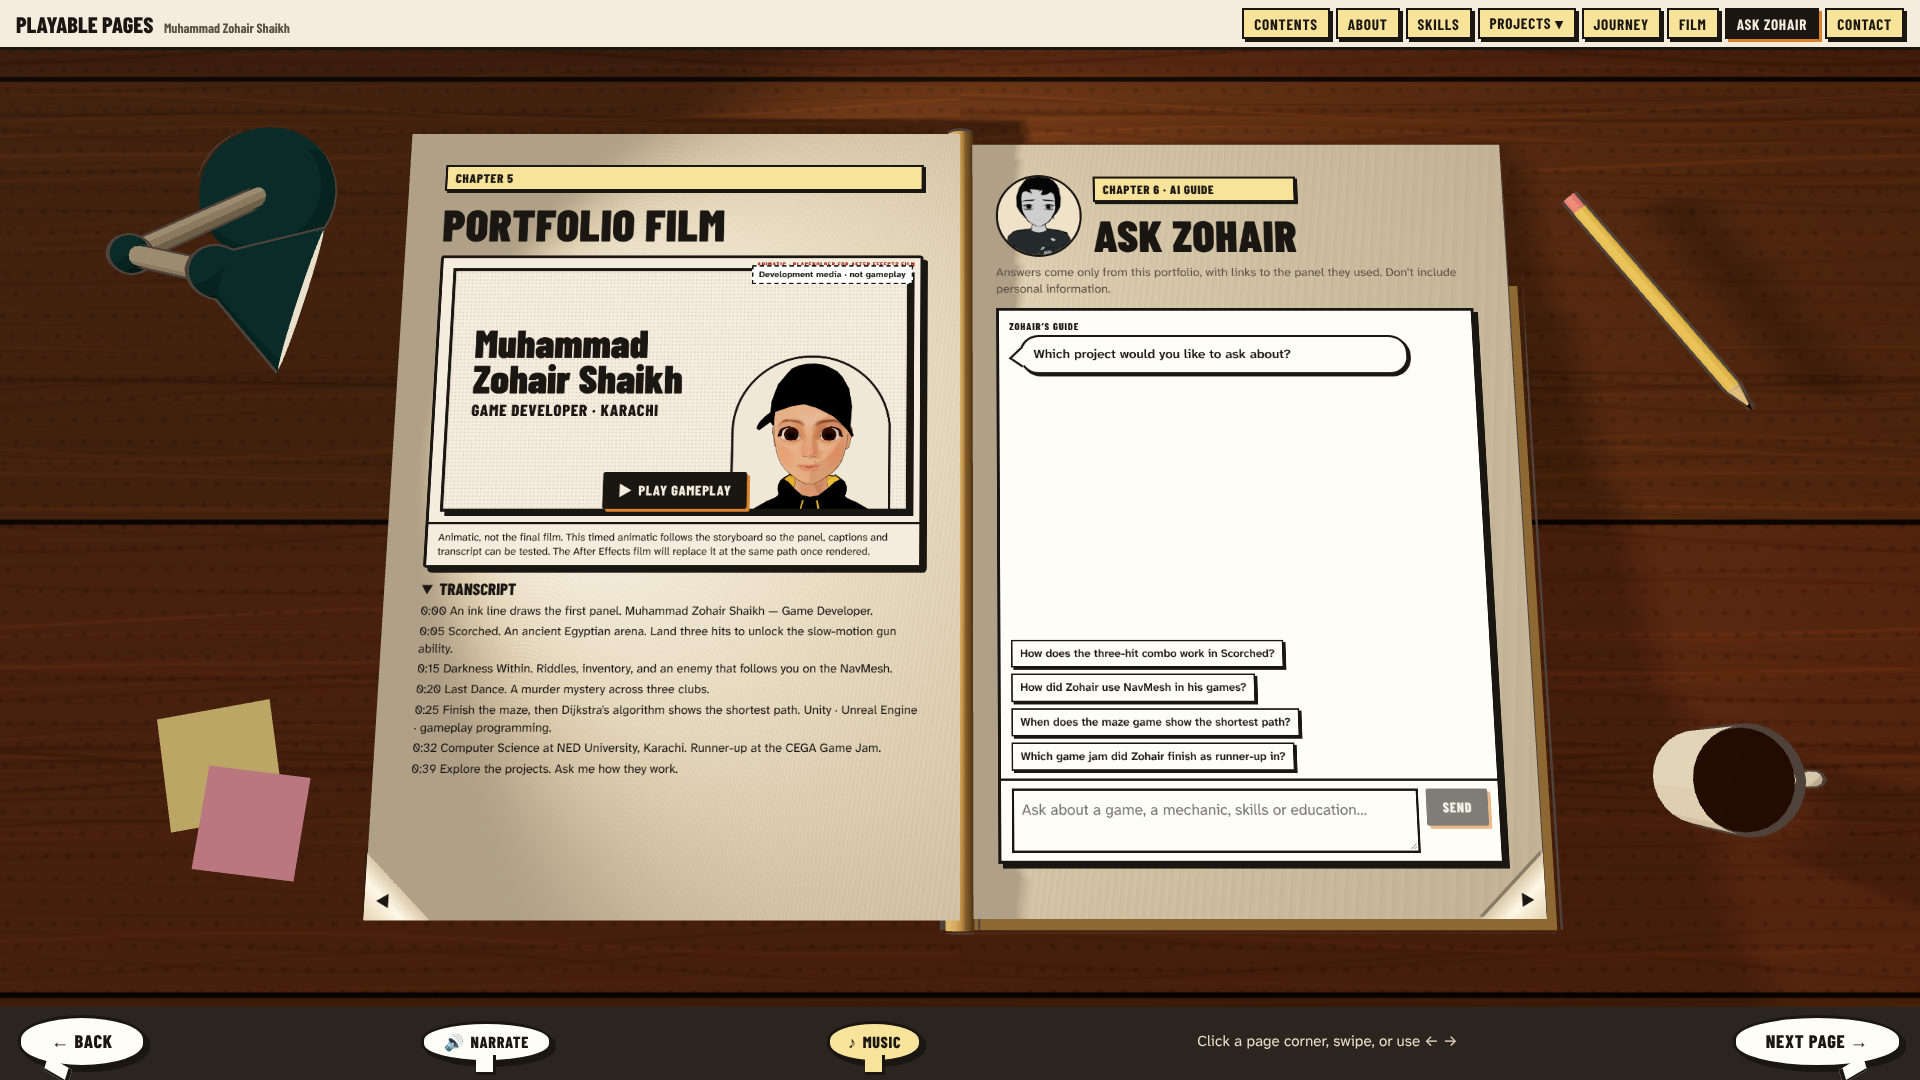 PLAYABLE PAGES Muhammad Zohair Shaikh
CONTENTS ABOUT SKILLS PROJECTS ▼ JOURNEY FILM ASK ZOHAIR CONTACT
CHAPTER 5
PORTFOLIO FILM
Development media · not gameplay
Muhammad
Zohair Shaikh
GAME DEVELOPER · KARACHI
▶ PLAY GAMEPLAY
Animatic, not the final film. This timed animatic follows the storyboard so the panel, captions and
transcript can be tested. The After Effects film will replace it at the same path once rendered.
▼ TRANSCRIPT
0:00 An ink line draws the first panel. Muhammad Zohair Shaikh — Game Developer.
0:05 Scorched. An ancient Egyptian arena. Land three hits to unlock the slow-motion gun
ability.
0:15 Darkness Within. Riddles, inventory, and an enemy that follows you on the NavMesh.
0:20 Last Dance. A murder mystery across three clubs.
0:25 Finish the maze, then Dijkstra's algorithm shows the shortest path. Unity · Unreal Engine
· gameplay programming.
0:32 Computer Science at NED University, Karachi. Runner-up at the CEGA Game Jam.
0:39 Explore the projects. Ask me how they work.
CHAPTER 6 · AI GUIDE
ASK ZOHAIR
Answers come only from this portfolio, with links to the panel they used. Don't include
personal information.
ZOHAIR'S GUIDE
Which project would you like to ask about?
How does the three-hit combo work in Scorched?
How did Zohair use NavMesh in his games?
When does the maze game show the shortest path?
Which game jam did Zohair finish as runner-up in?
Ask about a game, a mechanic, skills or education...
SEND
← BACK
NARRATE
♪ MUSIC
Click a page corner, swipe, or use ← →
NEXT PAGE →